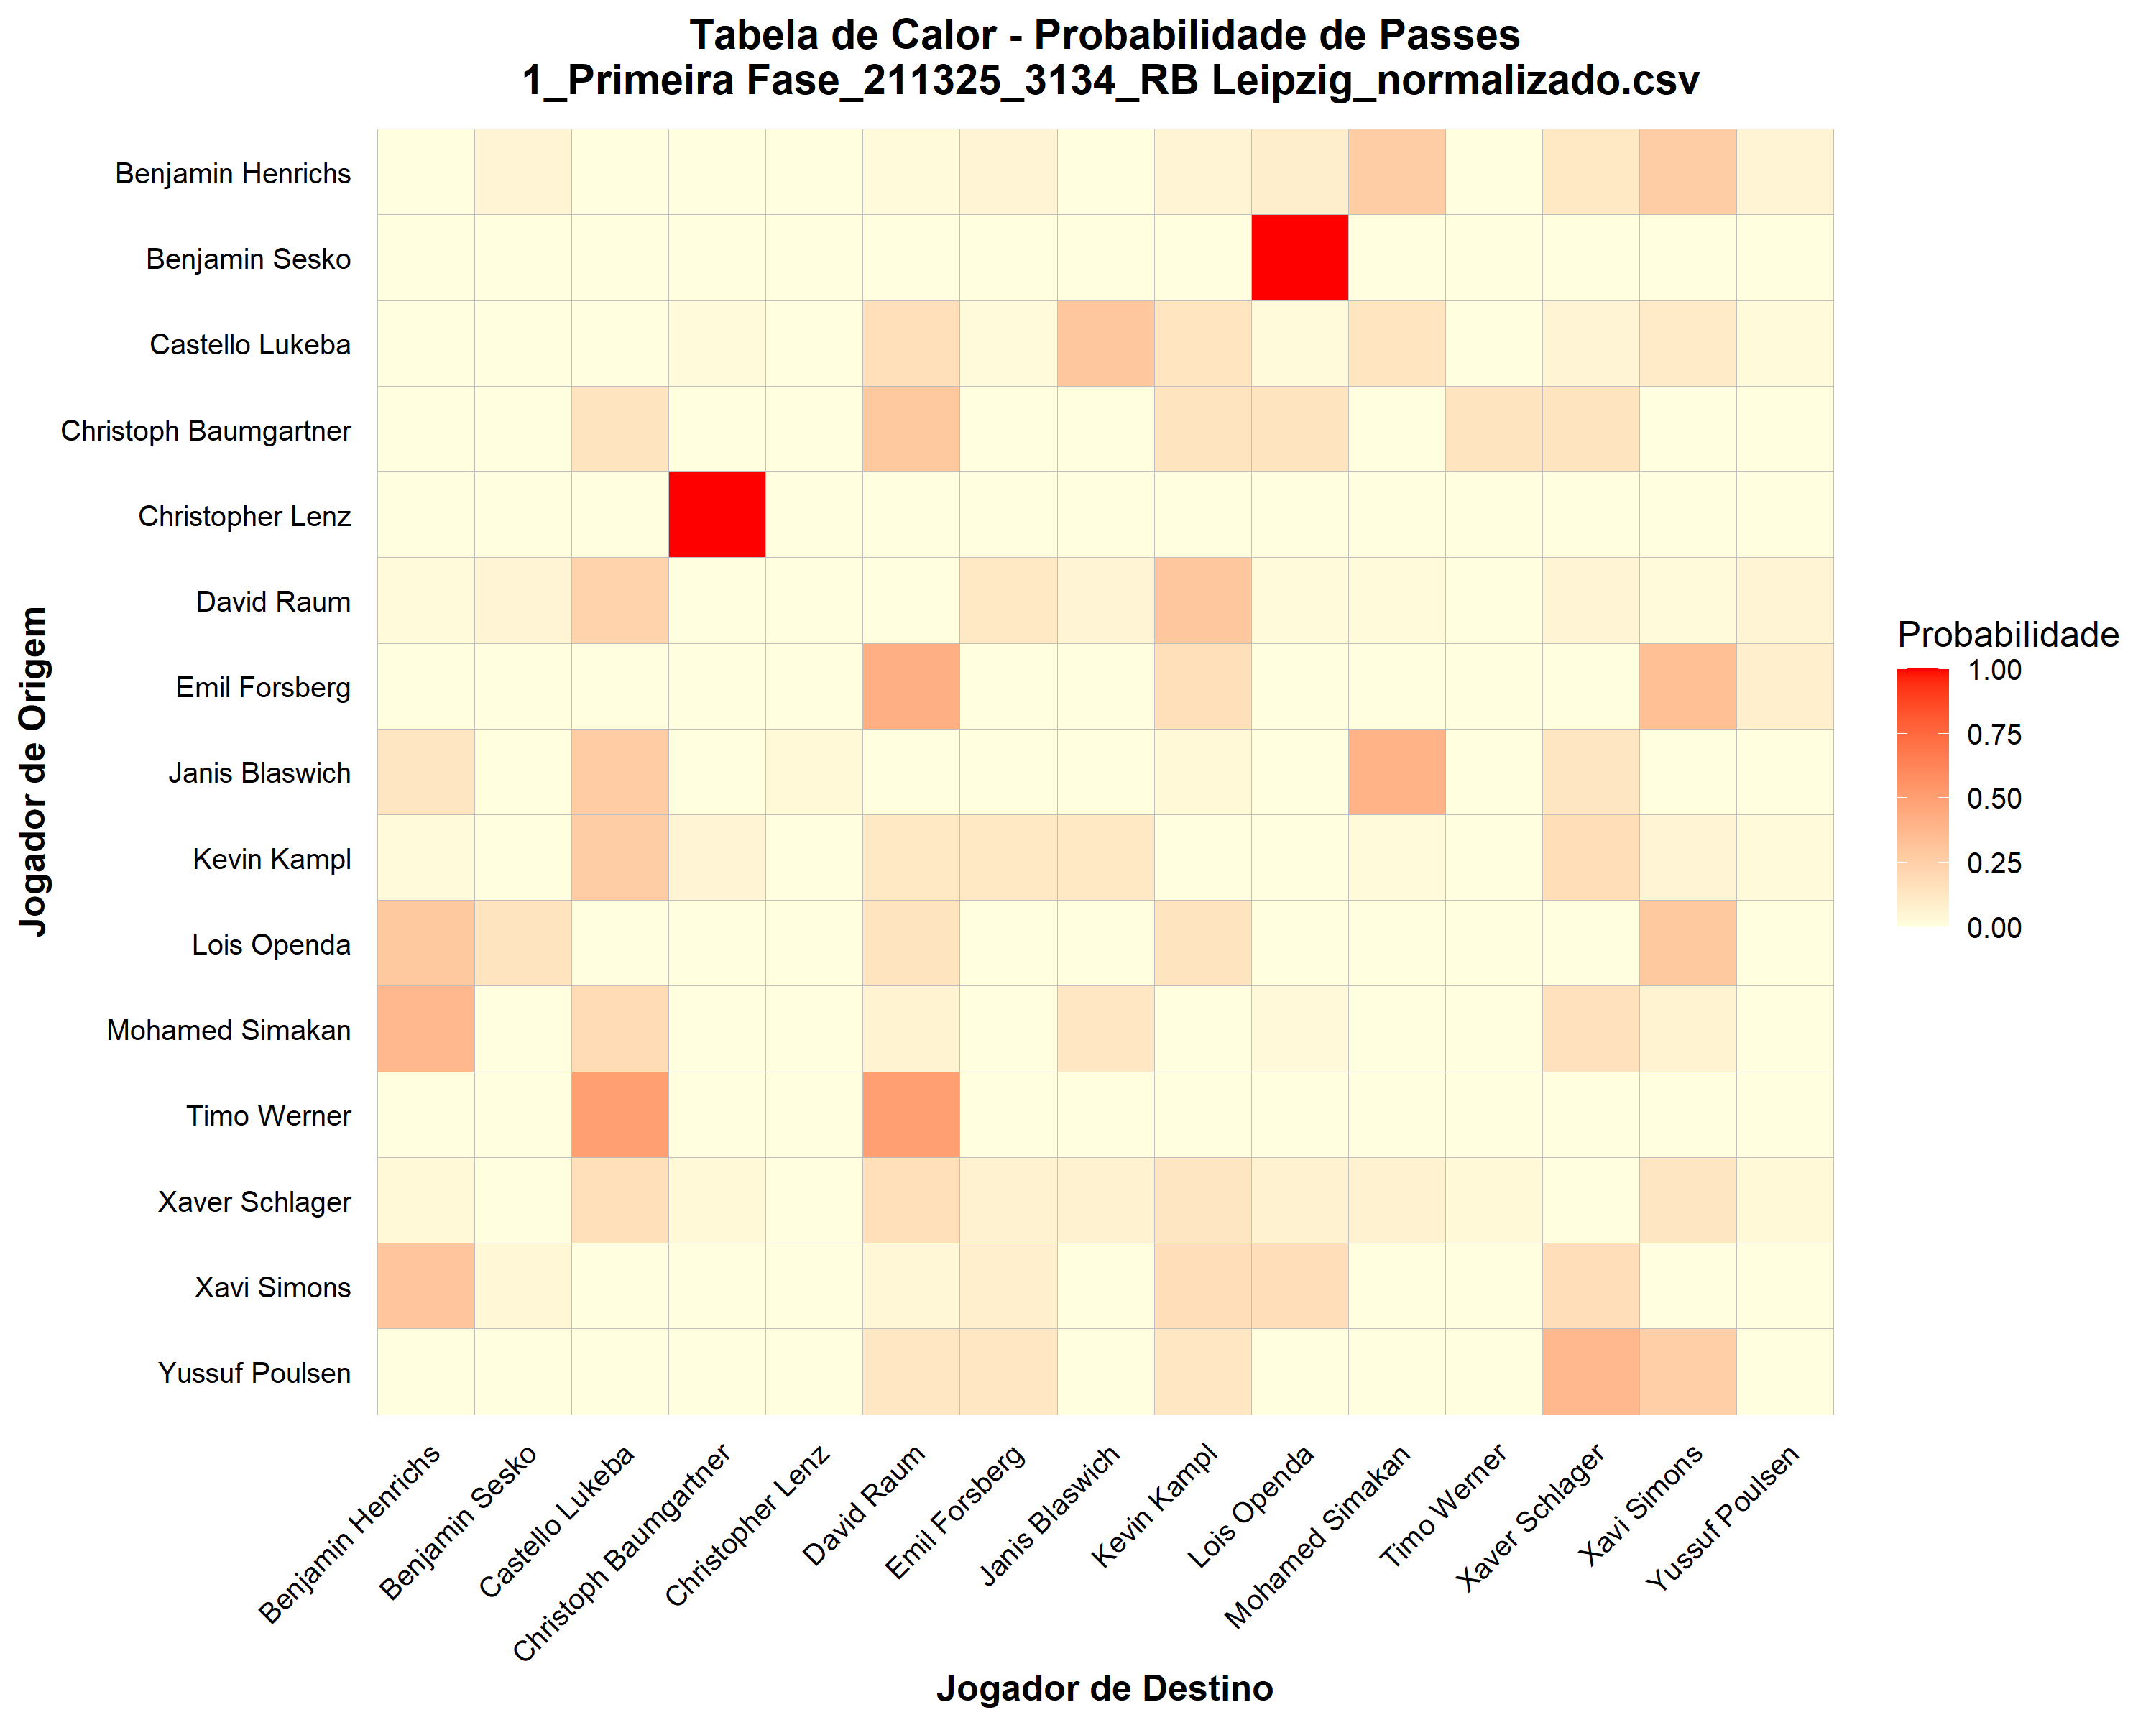 Tabela de Calor - Probabilidade de Passes
1_Primeira Fase_211325_3134_RB Leipzig_normalizado.csv
Jogador de Origem
Benjamin Henrichs
Benjamin Sesko
Castello Lukeba
Christoph Baumgartner
Christopher Lenz
David Raum
Emil Forsberg
Janis Blaswich
Kevin Kampl
Lois Openda
Mohamed Simakan
Timo Werner
Xaver Schlager
Xavi Simons
Yussuf Poulsen
Probabilidade
1.00
0.75
0.50
0.25
0.00
Benjamin Henrichs
Benjamin Sesko
Castello Lukeba
Christoph Baumgartner
Christopher Lenz
David Raum
Emil Forsberg
Janis Blaswich
Kevin Kampl
Lois Openda
Mohamed Simakan
Timo Werner
Xaver Schlager
Xavi Simons
Yussuf Poulsen
Jogador de Destino